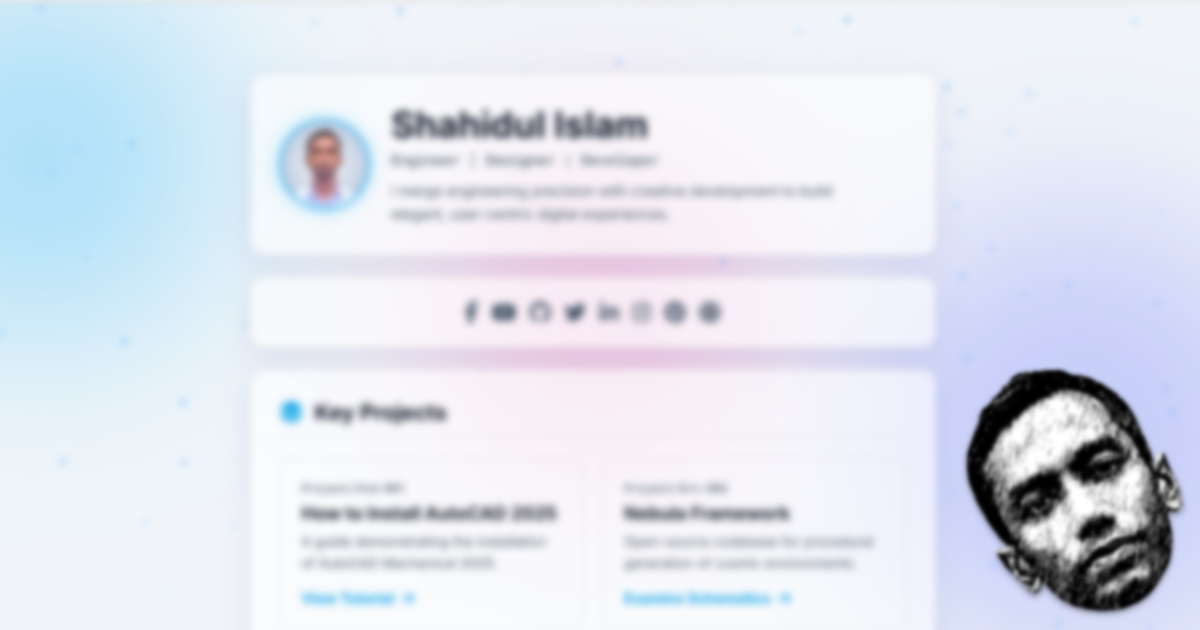 Shahidul Islam
Engineer | Designer | Developer
I merge engineering precision with creative development to build
elegant, user-centric digital experiences.
Key Projects
How to Install AutoCAD 2025
A guide demonstrating the installation
of AutoCAD Mechanical 2025.
View Tutorial
Nebula Framework
Open-source codebase for procedural
generation of cosmic environments.
Examine Schematics